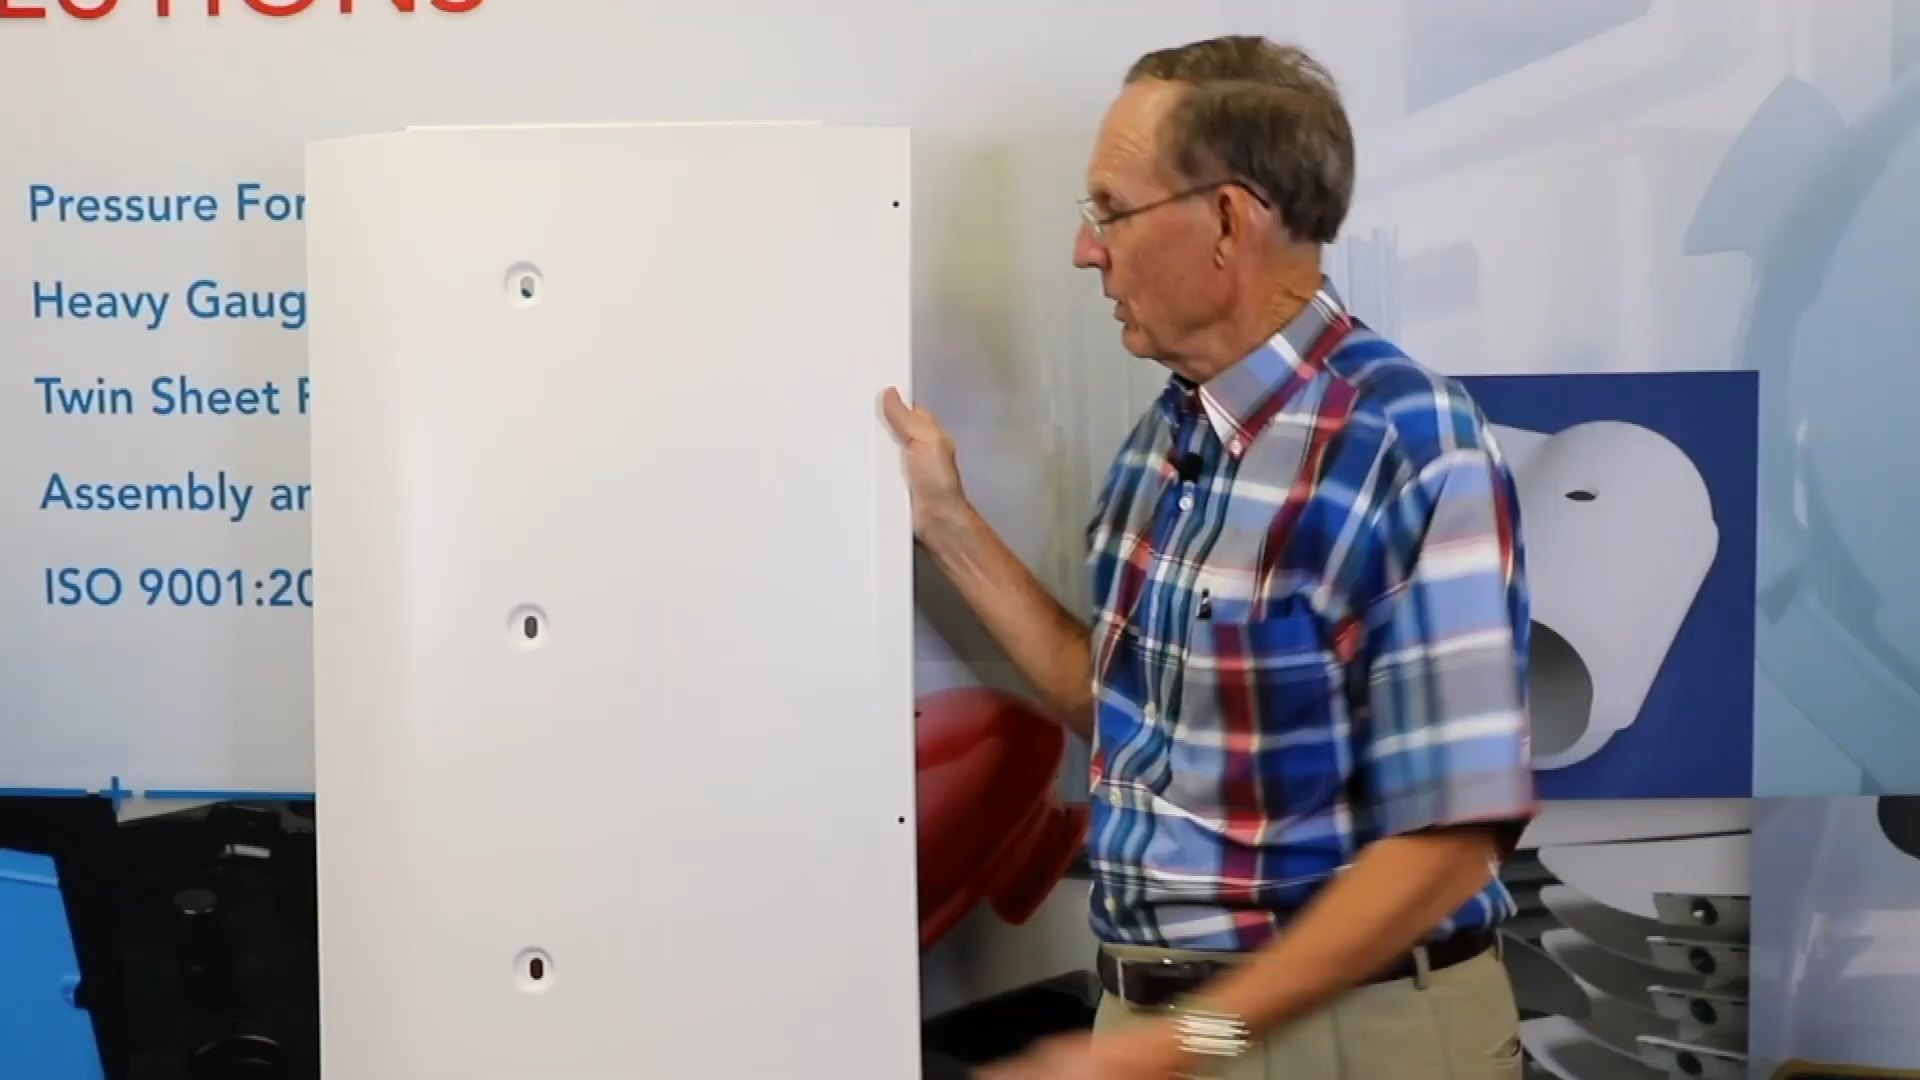 Pressure For
Heavy Gaug
Twin Sheet
Assembly ar
ISO 9001:20